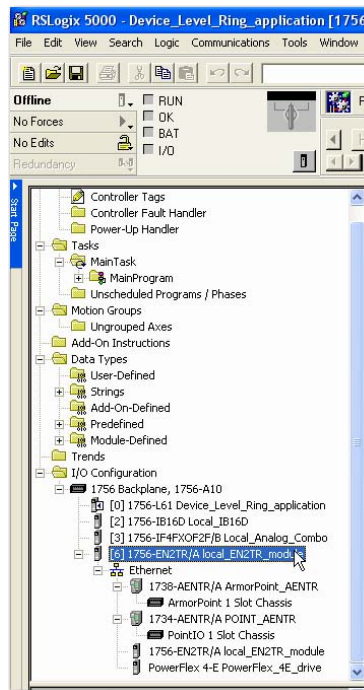 RSLogix 5000 - Device_Level_Ring_application [1756
File Edit View Search Logic Communications Tools Window
Offline
RUN
No Forces
OK
No Edits
BAT
Redundancy
I/O
Start Page
Controller Tags
Controller Fault Handler
Power-Up Handler
Tasks
MainTask
MainProgram
Unscheduled Programs / Phases
Motion Groups
Ungrouped Axes
Add-On Instructions
Data Types
User-Defined
Strings
Add-On-Defined
Predefined
Module-Defined
Trends
I/O Configuration
1756 Backplane, 1756-A10
[0] 1756-L61 Device_Level_Ring_application
[2] 1756-IB16D Local_IB16D
[3] 1756-IF4FXOF2F/B Local_Analog_Combo
[6] 1756-EN2TR/A local_EN2TR_module
Ethernet
1738-AENTR/A ArmorPoint_AENTR
ArmorPoint 1 Slot Chassis
1734-AENTR/A POINT_AENTR
PointIO 1 Slot Chassis
1756-EN2TR/A local_EN2TR_module
PowerFlex 4-E PowerFlex_4E_drive